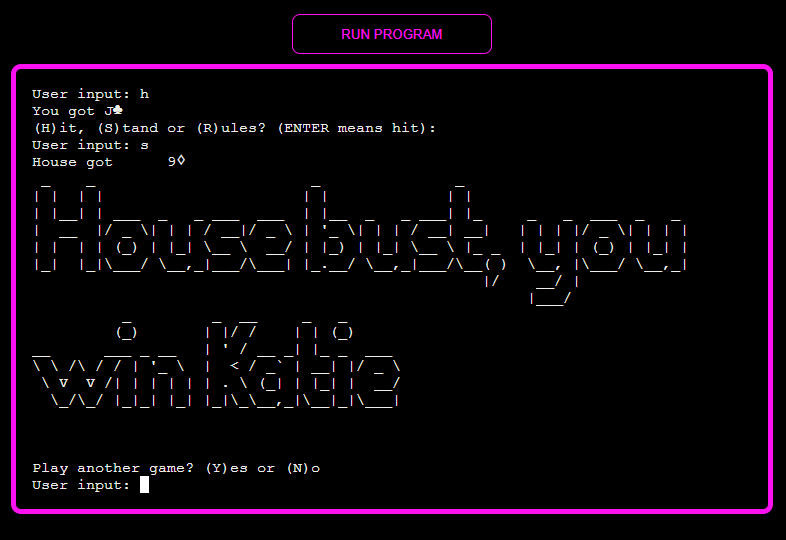 RUN PROGRAM
User input: h
You got J♣
(H)it, (S)tand or (R)ules? (ENTER means hit):
User input: s
House got 9◊
House bust, you
win Katie
Play another game? (Y)es or (N)o
User input: